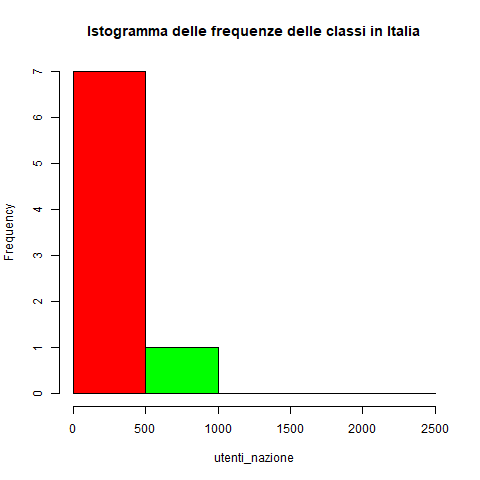 Istogramma delle frequenze delle classi in Italia
7
6
5
4
3
2
1
0
Frequency
0 500 1000 1500 2000 2500
utenti_nazione